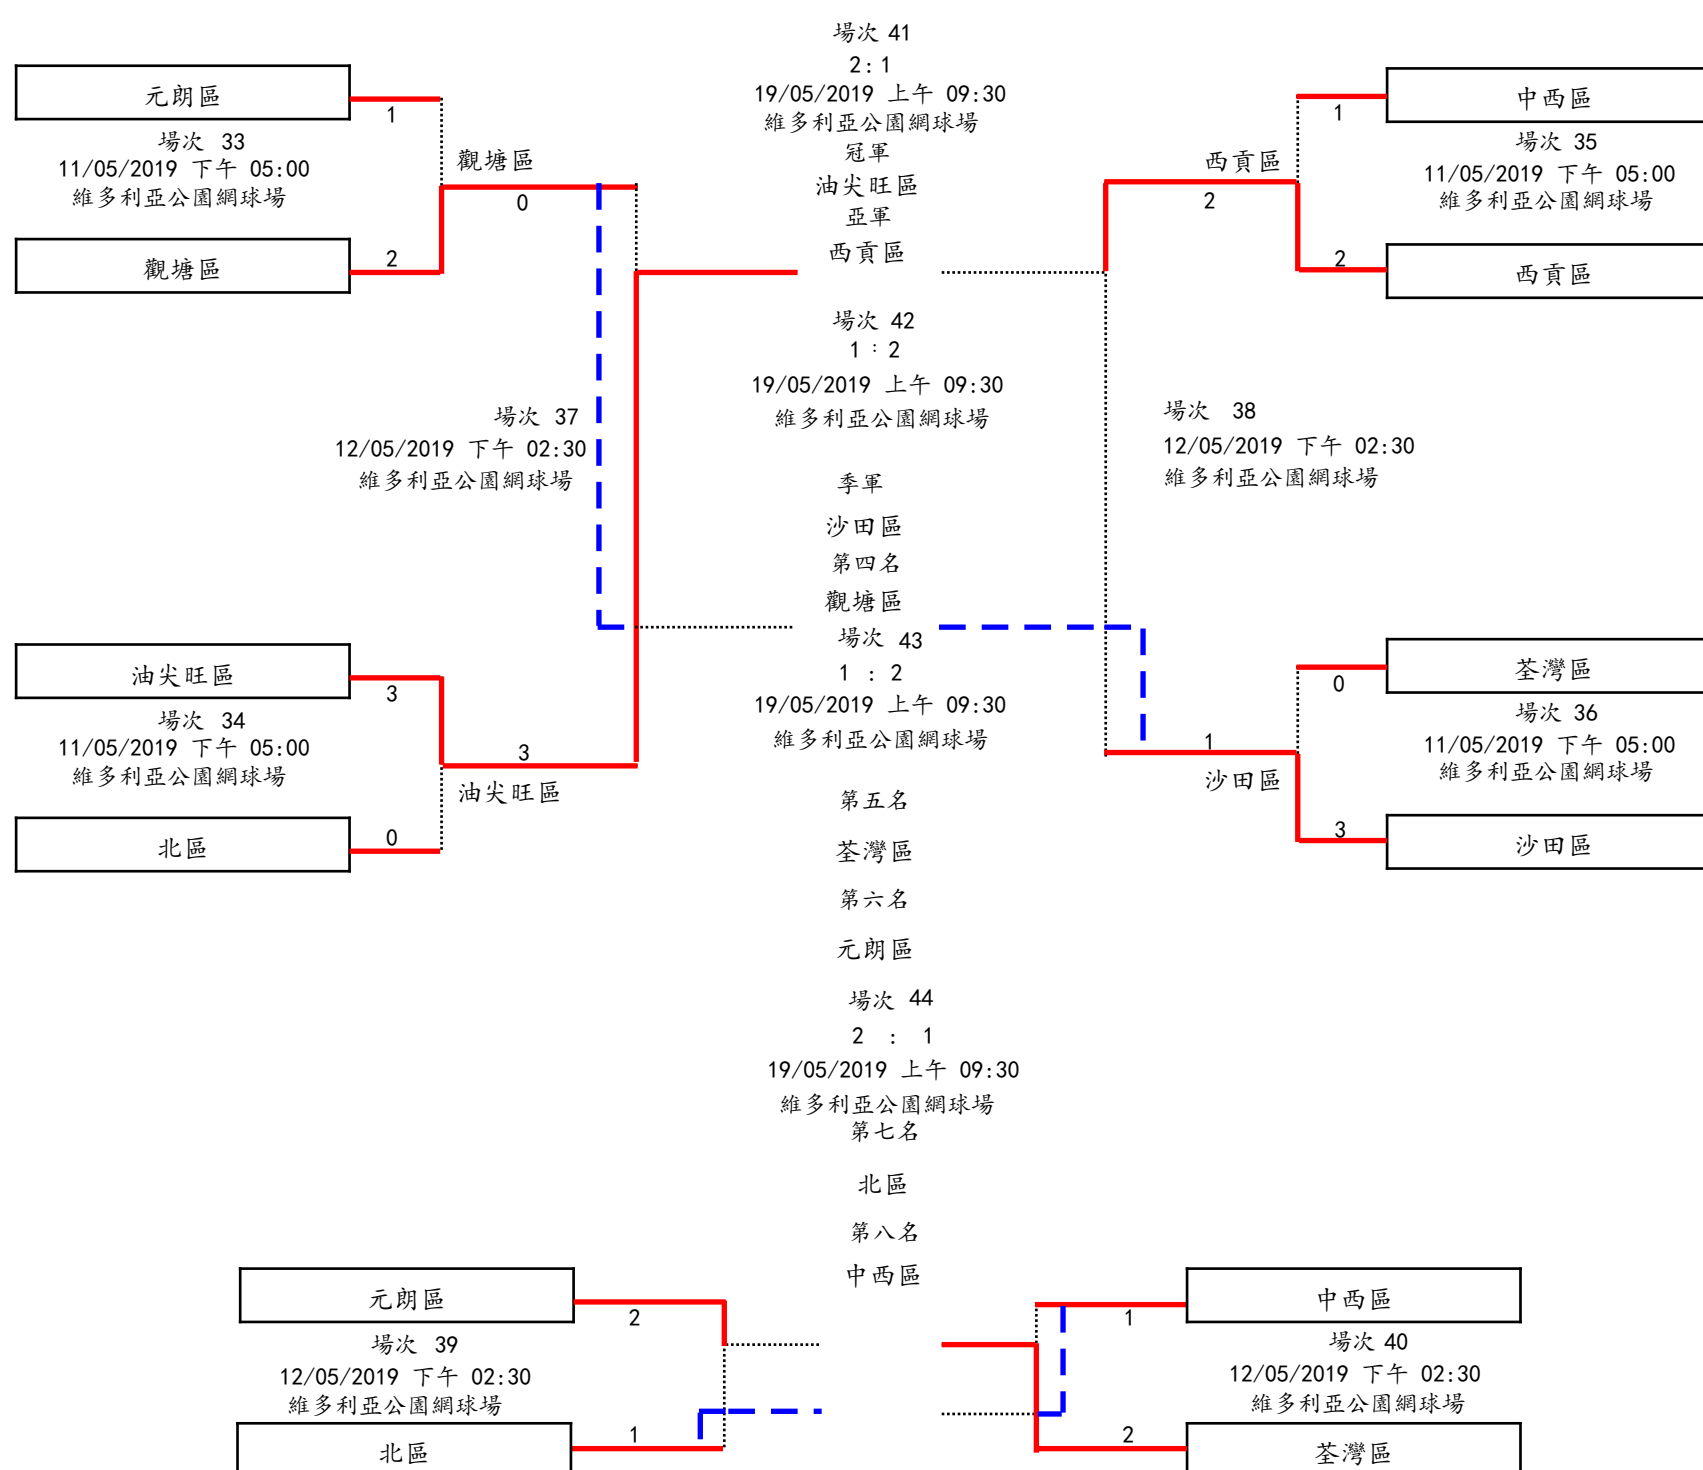 場次 41
2:1
19/05/2019 上午 09:30
維多利亞公園網球場
冠軍
油尖旺區
亞軍
西貢區
元朗區
1
場次 33
11/05/2019 下午 05:00
維多利亞公園網球場
觀塘區
2
觀塘區
0
中西區
1
場次 35
11/05/2019 下午 05:00
維多利亞公園網球場
西貢區
2
西貢區
2
場次 42
1:2
19/05/2019 上午 09:30
維多利亞公園網球場
場次 37
12/05/2019 下午 02:30
維多利亞公園網球場
場次 38
12/05/2019 下午 02:30
維多利亞公園網球場
季軍
沙田區
第四名
觀塘區
場次 43
1 : 2
19/05/2019 上午 09:30
維多利亞公園網球場
油尖旺區
3
場次 34
11/05/2019 下午 05:00
維多利亞公園網球場
北區
0
3
油尖旺區
荃灣區
0
場次 36
11/05/2019 下午 05:00
維多利亞公園網球場
沙田區
3
1
沙田區
第五名
荃灣區
第六名
元朗區
場次 44
2 : 1
19/05/2019 上午 09:30
維多利亞公園網球場
第七名
北區
第八名
中西區
元朗區
2
場次 39
12/05/2019 下午 02:30
維多利亞公園網球場
北區
1
中西區
1
場次 40
12/05/2019 下午 02:30
維多利亞公園網球場
荃灣區
2